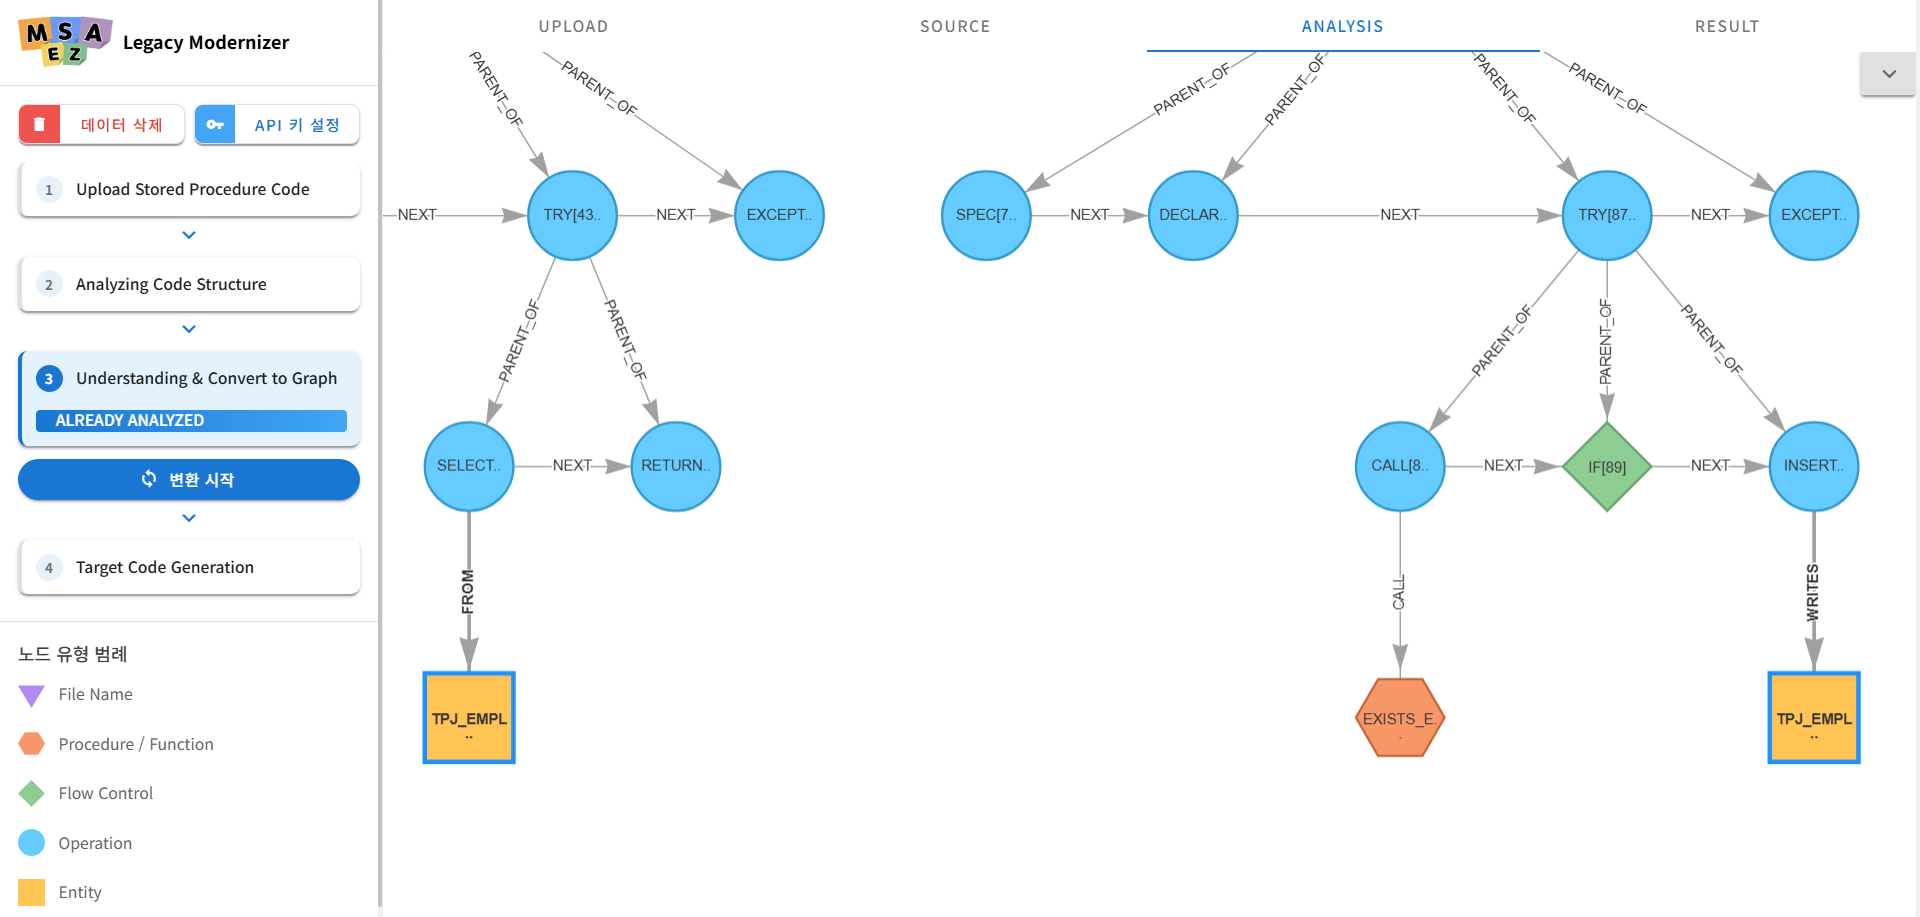 MSA
EZ
Legacy Modernizer
데이터 삭제
API 키 설정
1 Upload Stored Procedure Code
2 Analyzing Code Structure
3 Understanding & Convert to Graph
ALREADY ANALYZED
변환 시작
4 Target Code Generation
노드 유형 범례
File Name
Procedure / Function
Flow Control
Operation
Entity
UPLOAD
SOURCE
ANALYSIS
RESULT
PARENT_OF
PARENT_OF
PARENT_OF
PARENT_OF
PARENT_OF
PARENT_OF
NEXT
TRY[43..
NEXT
EXCEPT..
SPEC[7..
NEXT
DECLAR..
NEXT
TRY[87..
NEXT
EXCEPT..
PARENT_OF
PARENT_OF
PARENT_OF
PARENT_OF
PARENT_OF
SELECT..
NEXT
RETURN..
CALL[8..
NEXT
IF[89]
NEXT
INSERT..
FROM
CALL
WRITES
TPJ_EMPL
..
EXISTS_E.
.
TPJ_EMPL
..